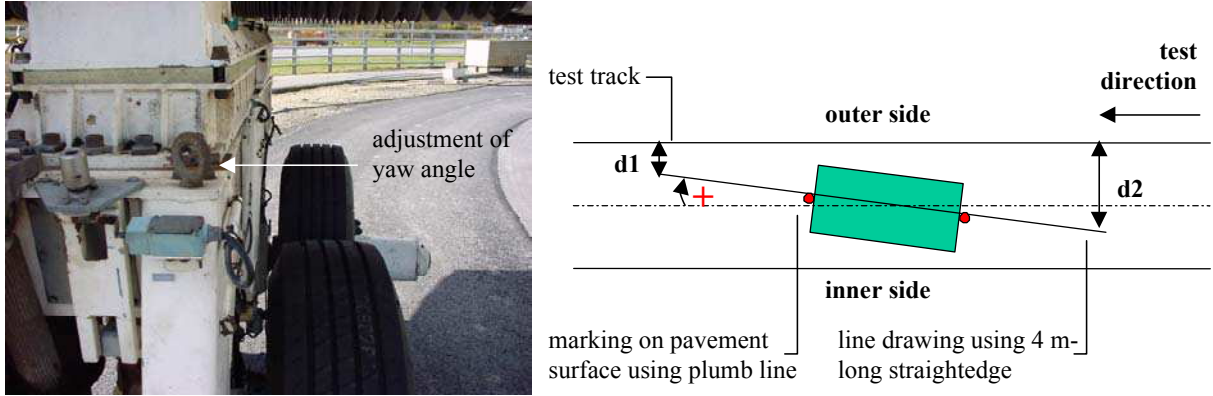 adjustment of
yaw angle
test track
test
direction
outer side
d1
+
d2
inner side
marking on pavement
surface using plumb line
line drawing using 4 m-
long straightedge